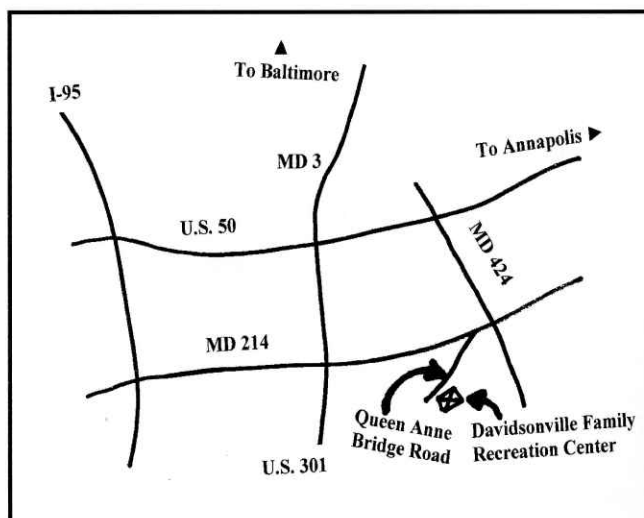 To Baltimore
I-95
MD 3
To Annapolis
U.S. 50
MD 424
MD 214
Queen Anne
Bridge Road
Davidsonville Family
Recreation Center
U.S. 301